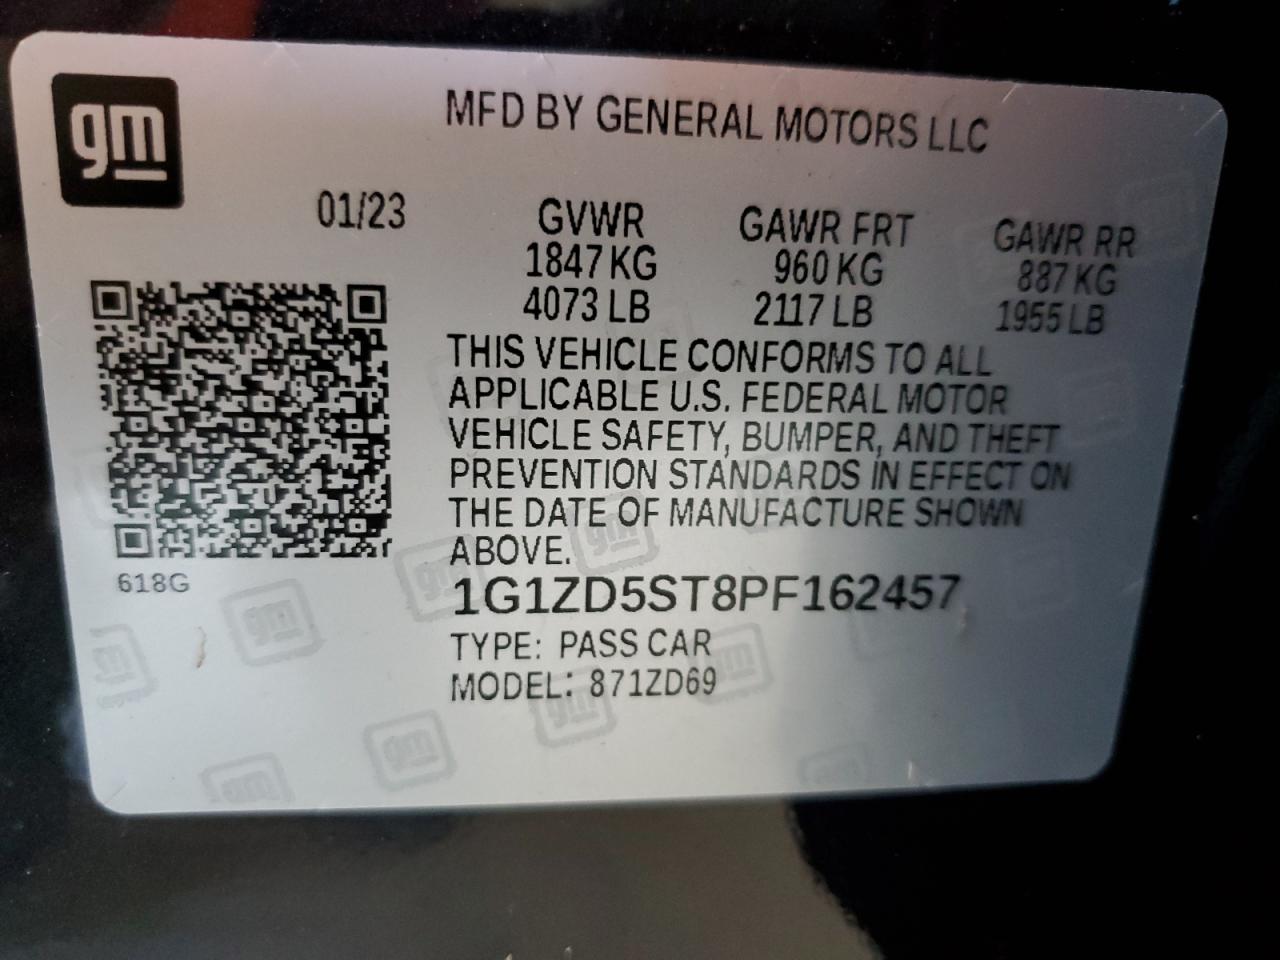 gm
MFD BY GENERAL MOTORS LLC
01/23
GVWR
1847 KG
4073 LB
GAWR FRT
960 KG
2117 LB
GAWR RR
887 KG
1955 LB
THIS VEHICLE CONFORMS TO ALL
APPLICABLE U.S. FEDERAL MOTOR
VEHICLE SAFETY, BUMPER, AND THEFT
PREVENTION STANDARDS IN EFFECT ON
THE DATE OF MANUFACTURE SHOWN
ABOVE.
618G
1G1ZD5ST8PF162457
TYPE: PASS CAR
MODEL: 871ZD69